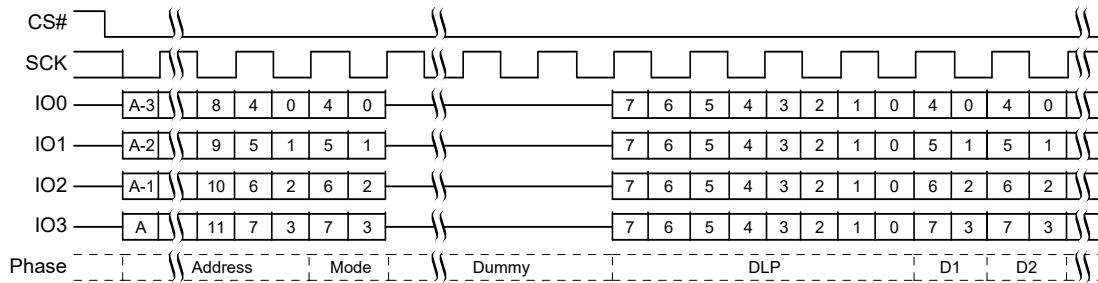 CS#
SCK
IO0 A-3 8 4 0 4 0 7 6 5 4 3 2 1 0 4 0 4 0
IO1 A-2 9 5 1 5 1 7 6 5 4 3 2 1 0 5 1 5 1
IO2 A-1 10 6 2 6 2 7 6 5 4 3 2 1 0 6 2 6 2
IO3 A 11 7 3 7 3 7 6 5 4 3 2 1 0 7 3 7 3
Phase Address Mode Dummy DLP D1 D2